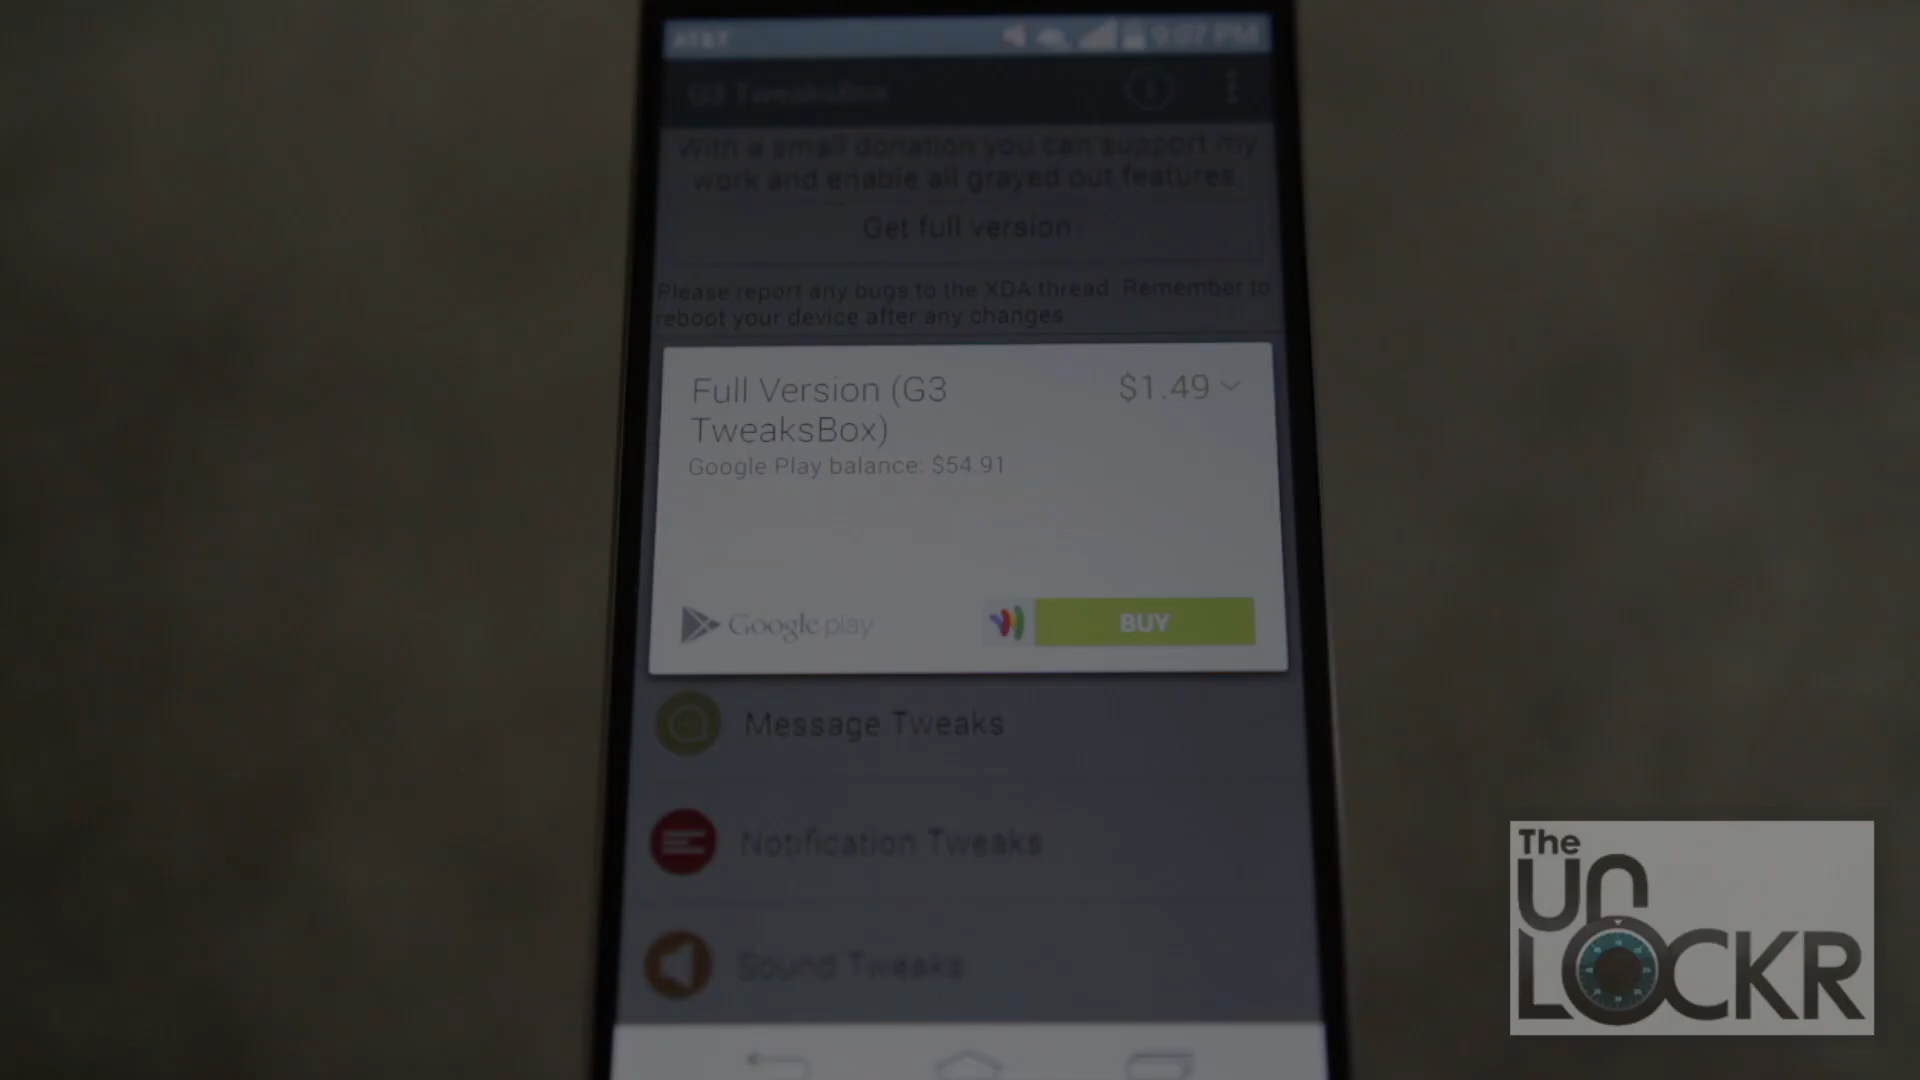 AT&T 9:07 PM
G3 TweaksBox
With a small donation you can support my
work and enable all grayed out features
Get full version
Please report any bugs to the XDA thread. Remember to
reboot your device after any changes
Full Version (G3 $1.49
TweaksBox)
Google Play balance: $54.91
Google play BUY
Message Tweaks
Notification Tweaks
Sound Tweaks
The
Un
LOCKR